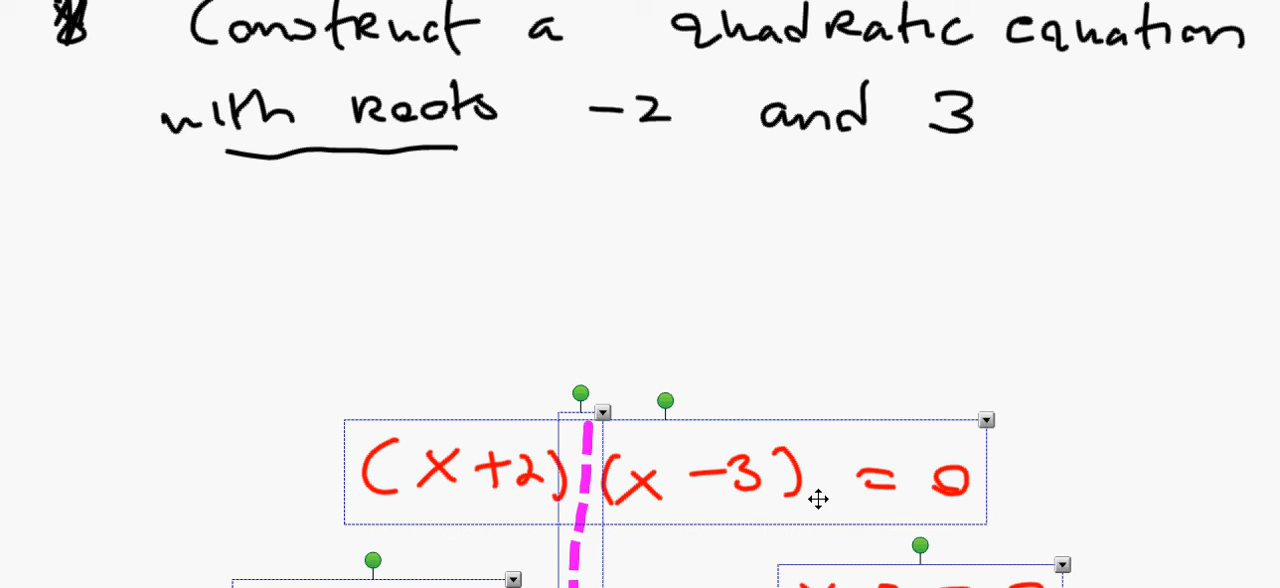 Construct a quadratic equation
with roots -2 and 3
(x+2)(x-3) = 0